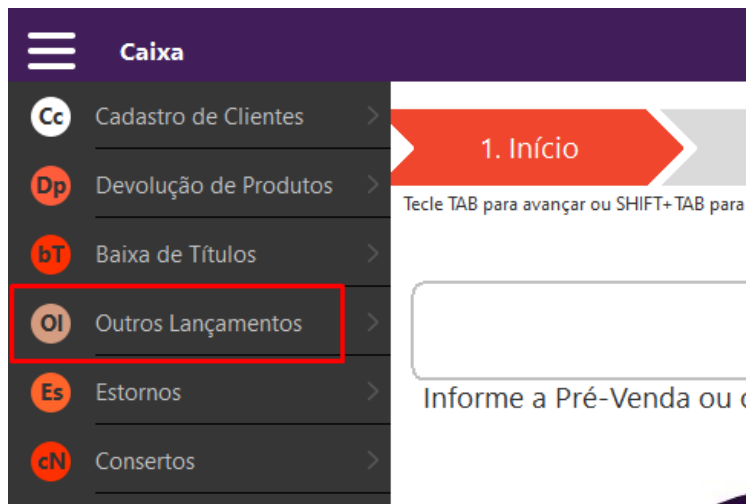 Caixa
Cc Cadastro de Clientes
Dp Devolução de Produtos
bT Baixa de Títulos
Ol Outros Lançamentos
Es Estornos
cN Consertos
1. Início
Tecle TAB para avançar ou SHIFT+TAB para
Informe a Pré-Venda ou